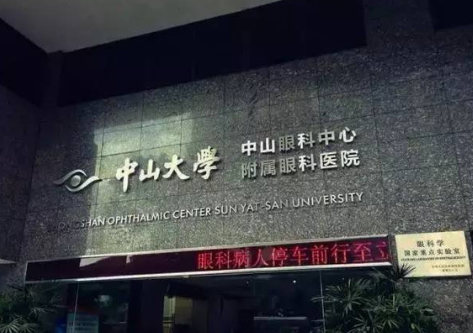 中山大學
中山眼科中心
附属眼科医院
SHAN OPHTHALMIC CENTER SUN YAT-SAN UNIVERSITY
眼科病人停车前行至立
眼科学
国家重点实验室